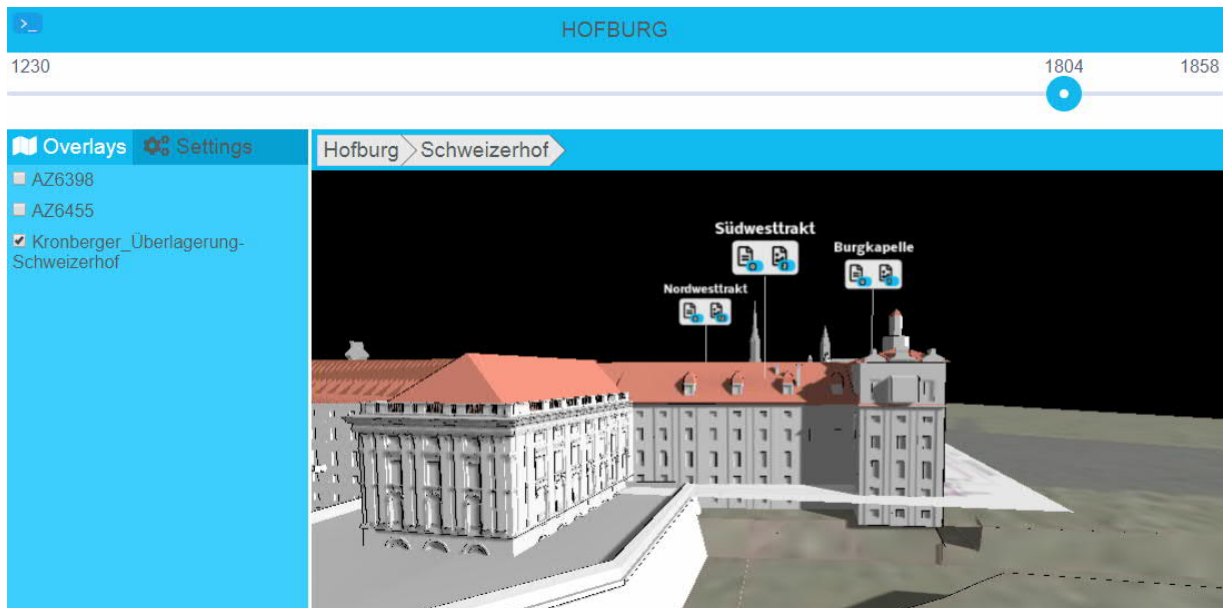 >_
HOFBURG
1230 1804 1858
Overlays Settings
Hofburg Schweizerhof
AZ6398
AZ6455
Kronberger_Überlagerung-
Schweizerhof
Südwesttrakt
Burgkapelle
Nordwesttrakt